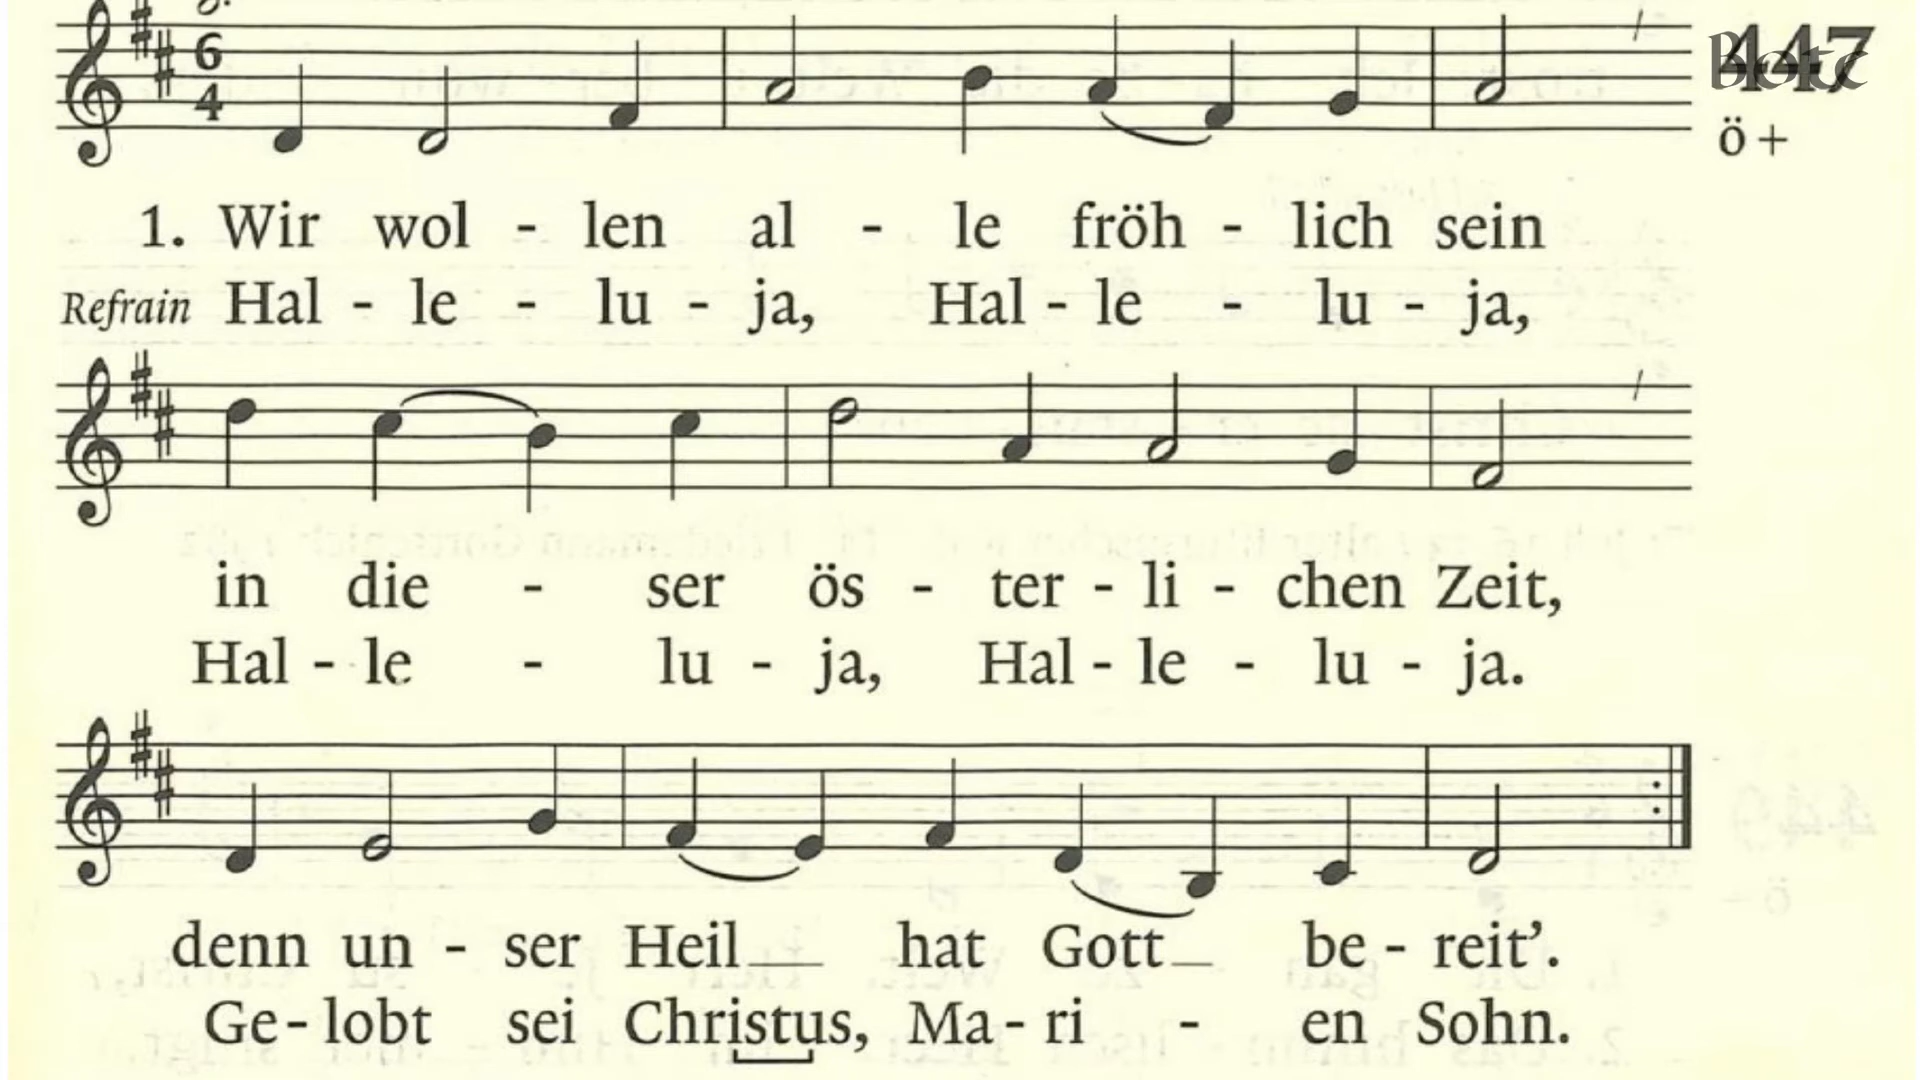 6
4
447
ö +
1. Wir wol - len al - le fröh - lich sein
Refrain Hal - le - lu - ja, Hal - le - lu - ja,
in die - ser ös - ter - li - chen Zeit,
Hal - le - lu - ja, Hal - le - lu - ja.
denn un - ser Heil hat Gott be - reit’.
Ge - lobt sei Christus, Ma - ri - en Sohn.